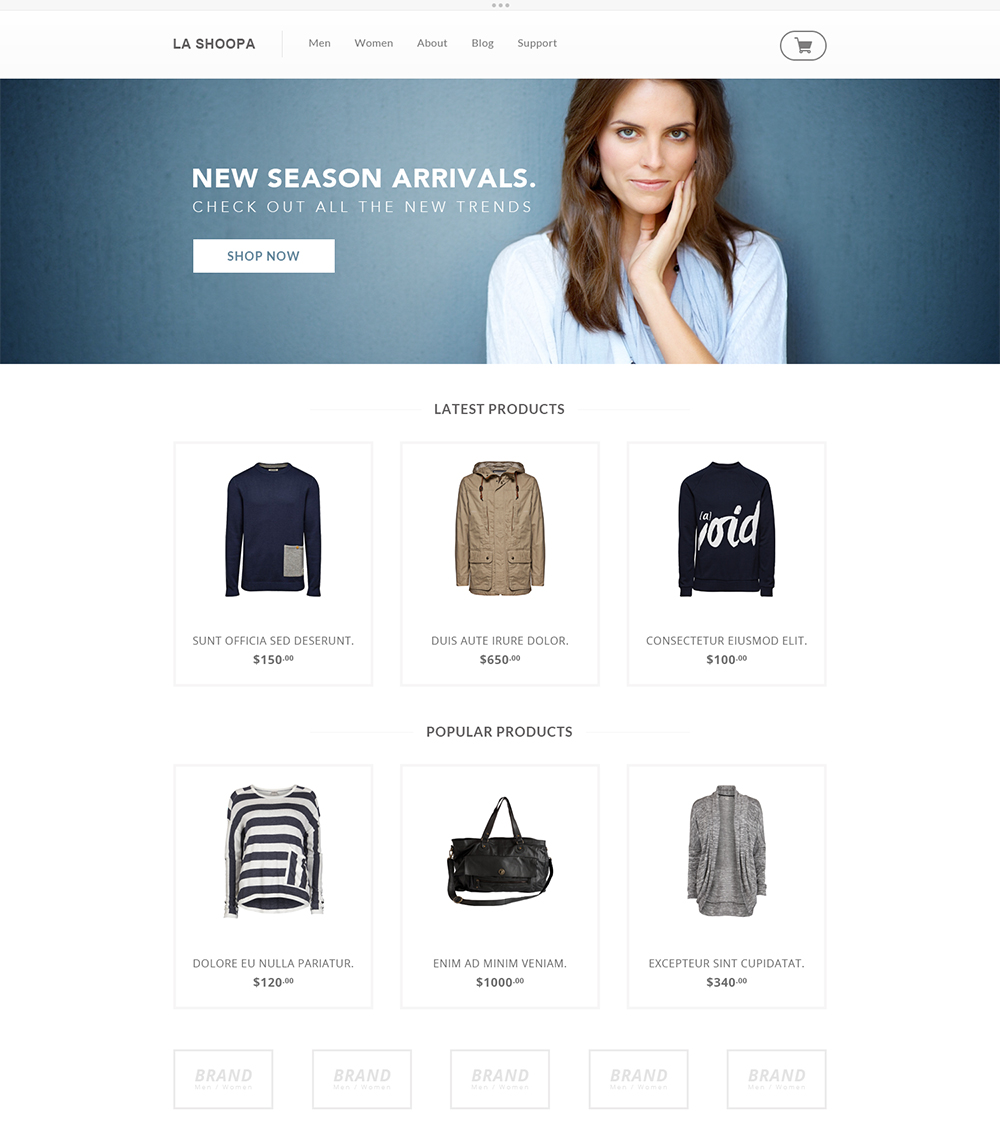 LA SHOOPA
Men Women About Blog Support
NEW SEASON ARRIVALS.
CHECK OUT ALL THE NEW TRENDS
SHOP NOW
LATEST PRODUCTS
(a)
void
SUNT OFFICIA SED DESERUNT.
$150.00
DUIS AUTE IRURE DOLOR.
$650.00
CONSECTETUR EIUSMOD ELIT.
$100.00
POPULAR PRODUCTS
DOLORE EU NULLA PARIATUR.
$120.00
ENIM AD MINIM VENIAM.
$1000.00
EXCEPTEUR SINT CUPIDATAT.
$340.00
BRAND
Men / Women
BRAND
Men / Women
BRAND
Men / Women
BRAND
Men / Women
BRAND
Men / Women